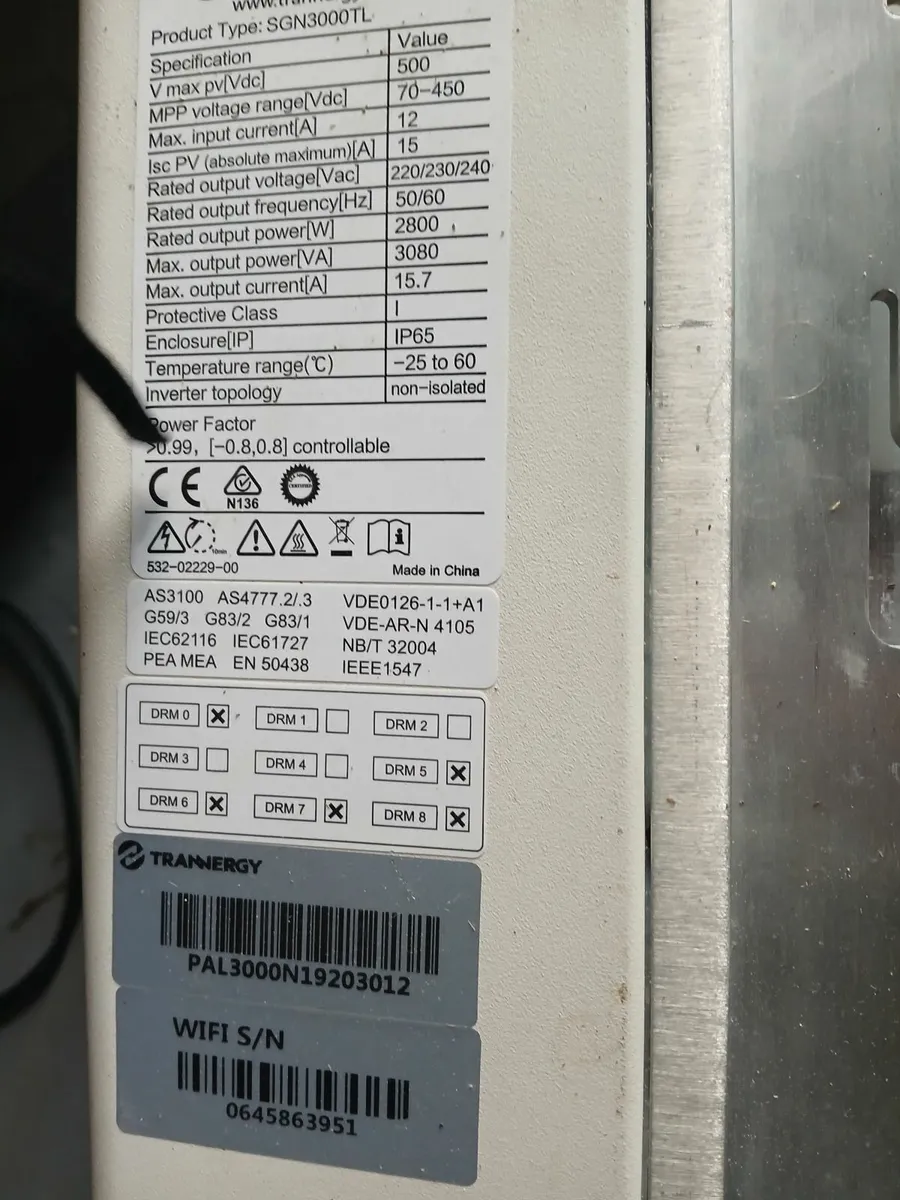 Product Type: SGN3000TL
Specification Value
V max pv[Vdc] 500
MPP voltage range[Vdc] 70-450
Max. input current[A] 12
Isc PV (absolute maximum)[A] 15
Rated output voltage[Vac] 220/230/240
Rated output frequency[Hz] 50/60
Rated output power[W] 2800
Max. output power[VA] 3080
Max. output current[A] 15.7
Protective Class I
Enclosure[IP] IP65
Temperature range(℃) -25 to 60
Inverter topology non-isolated
Power Factor
>0.99, [-0.8,0.8] controllable
CE
N136
10min
532-02229-00 Made in China
AS3100 AS4777.2/.3 VDE0126-1-1+A1
G59/3 G83/2 G83/1 VDE-AR-N 4105
IEC62116 IEC61727 NB/T 32004
PEA MEA EN 50438 IEEE1547
DRM 0 DRM 1 DRM 2
DRM 3 DRM 4 DRM 5
DRM 6 DRM 7 DRM 8
TRANNERGY
PAL3000N19203012
WIFI S/N
0645863951